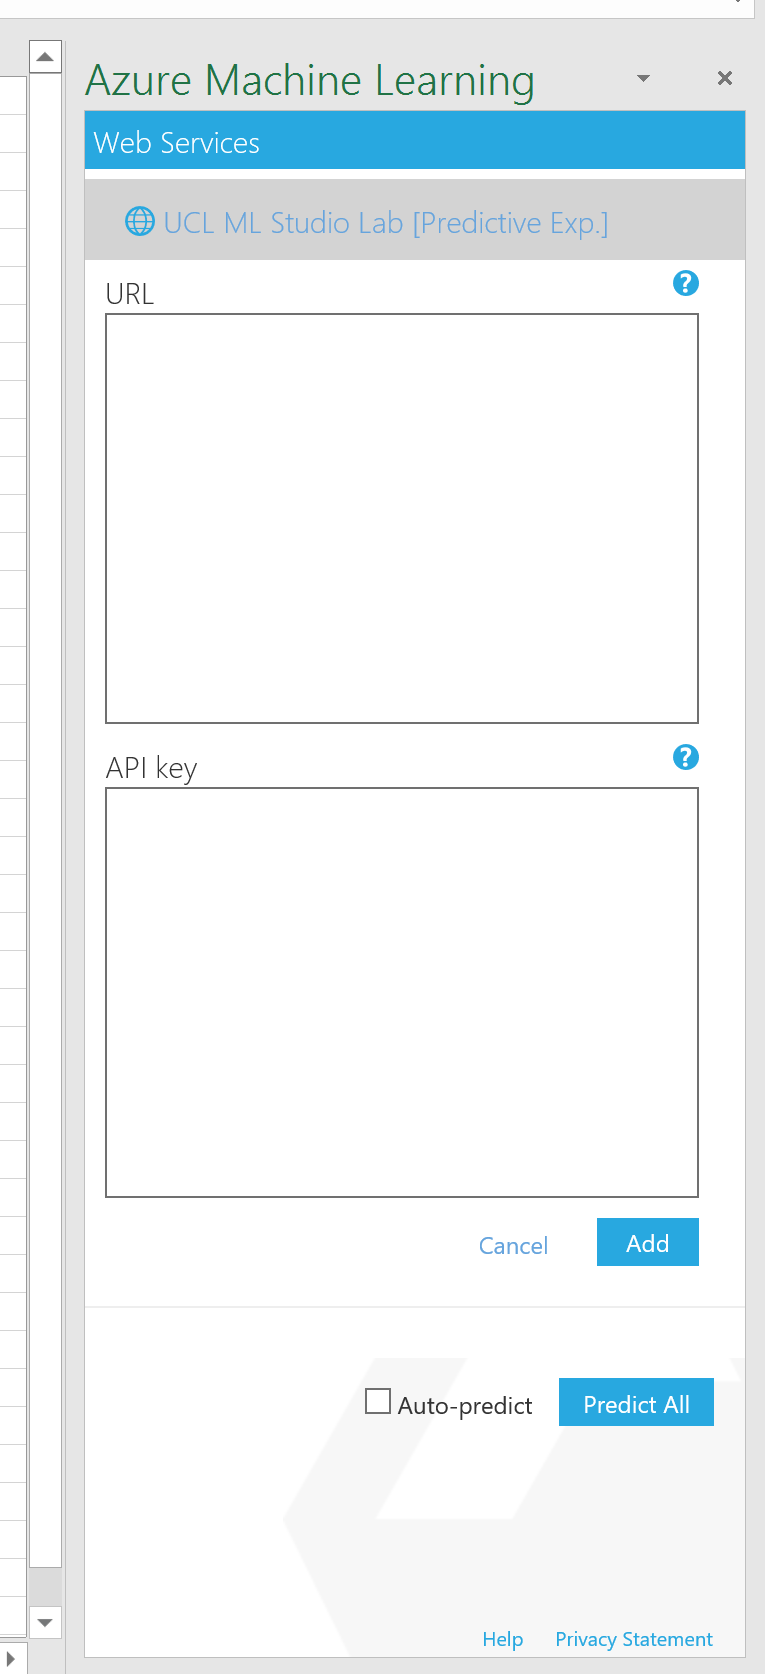 Azure Machine Learning
Web Services
UCL ML Studio Lab [Predictive Exp.]
URL
?
API key
?
Cancel
Add
Auto-predict
Predict All
Help
Privacy Statement